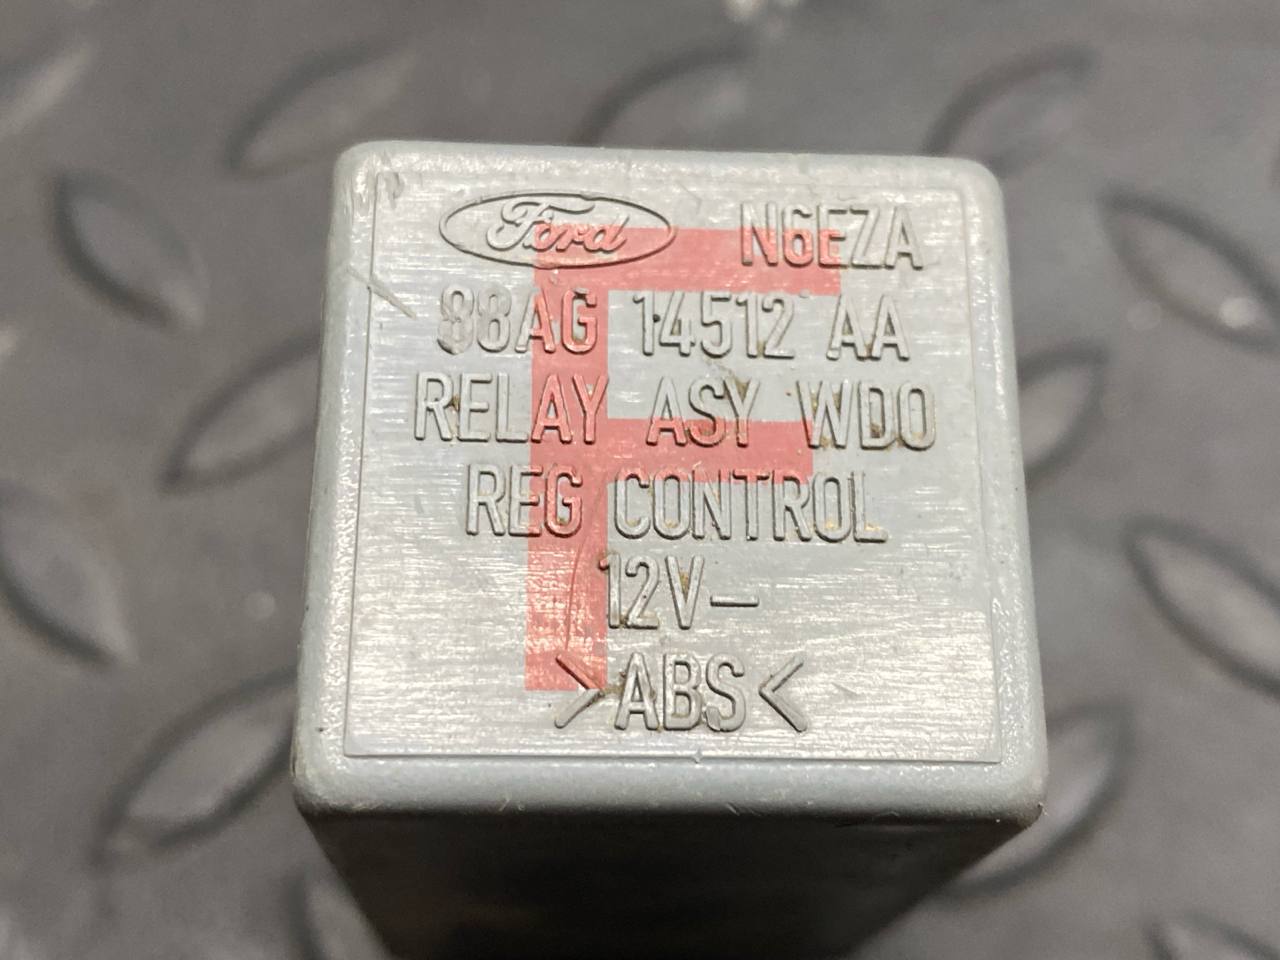 Ford N6EZA
88AG 14512 AA
RELAY ASY WDO
REG CONTROL
12V–
>ABS<
F